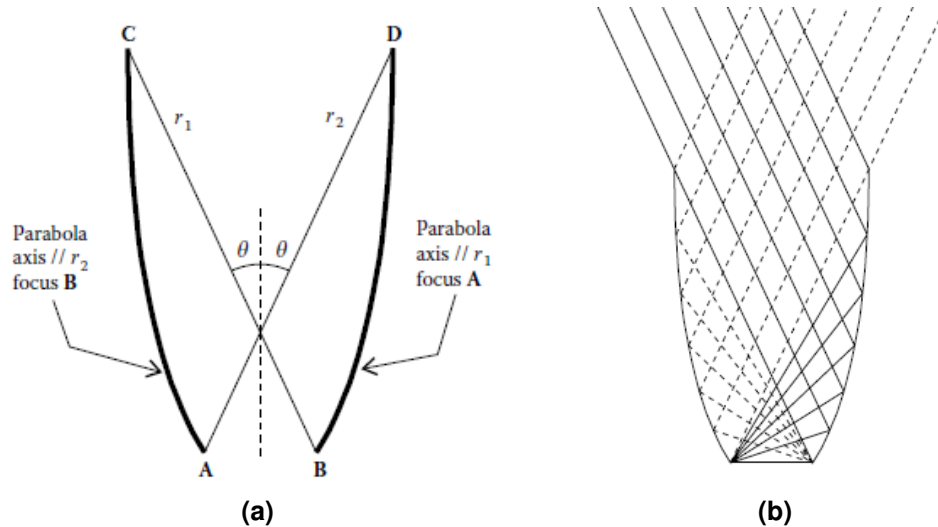 C
D
r₁
r₂
θ
θ
Parabola
axis // r₂
focus B
Parabola
axis // r₁
focus A
A
B
(a)
(b)